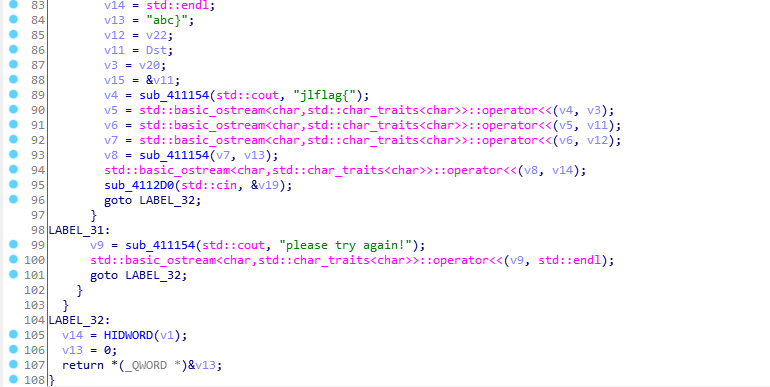 83 v14 = std::endl;
84 v13 = "abc}";
85 v12 = v22;
86 v11 = Dst;
87 v3 = v20;
88 v15 = &v11;
89 v4 = sub_411154(std::cout, "jlflag{");
90 v5 = std::basic_ostream<char,std::char_traits<char>>::operator<<(v4, v3);
91 v6 = std::basic_ostream<char,std::char_traits<char>>::operator<<(v5, v11);
92 v7 = std::basic_ostream<char,std::char_traits<char>>::operator<<(v6, v12);
93 v8 = sub_411154(v7, v13);
94 std::basic_ostream<char,std::char_traits<char>>::operator<<(v8, v14);
95 sub_4112D0(std::cin, &v19);
96 goto LABEL_32;
97 }
98 LABEL_31:
99 v9 = sub_411154(std::cout, "please try again!");
100 std::basic_ostream<char,std::char_traits<char>>::operator<<(v9, std::endl);
101 goto LABEL_32;
102 }
103 }
104 LABEL_32:
105 v14 = HIDWORD(v1);
106 v13 = 0;
107 return *(_QWORD *)&v13;
108 }